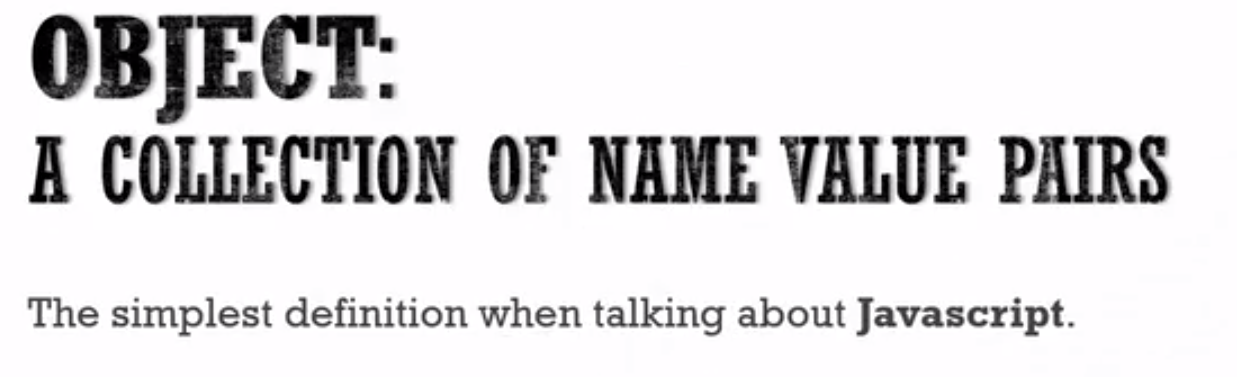 OBJECT:
A COLLECTION OF NAME VALUE PAIRS
The simplest definition when talking about Javascript.